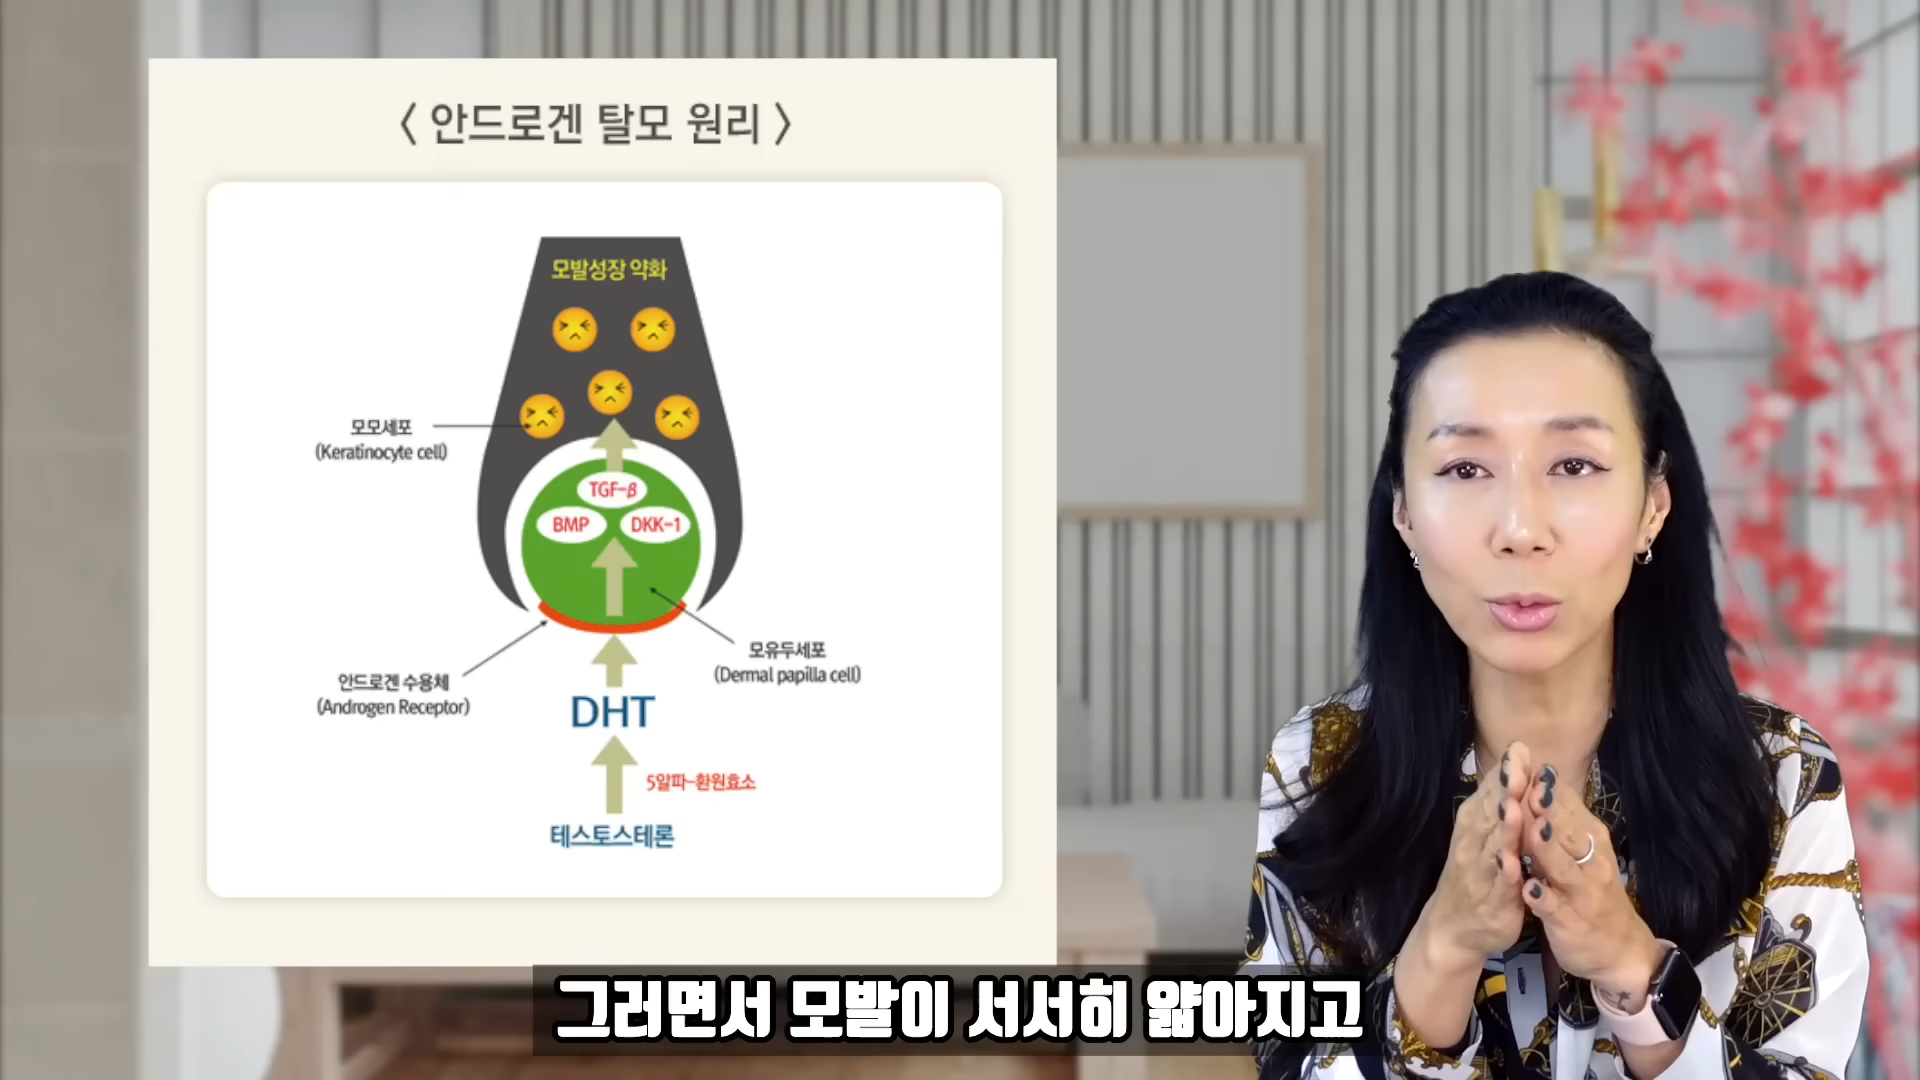 〈 안드로겐 탈모 원리 〉
모발성장 약화
모모세포
(Keratinocyte cell)
TGF-β
BMP
DKK-1
모유두세포
(Dermal papilla cell)
안드로겐 수용체
(Androgen Receptor)
DHT
5알파-환원효소
테스토스테론
그러면서 모발이 서서히 얇아지고